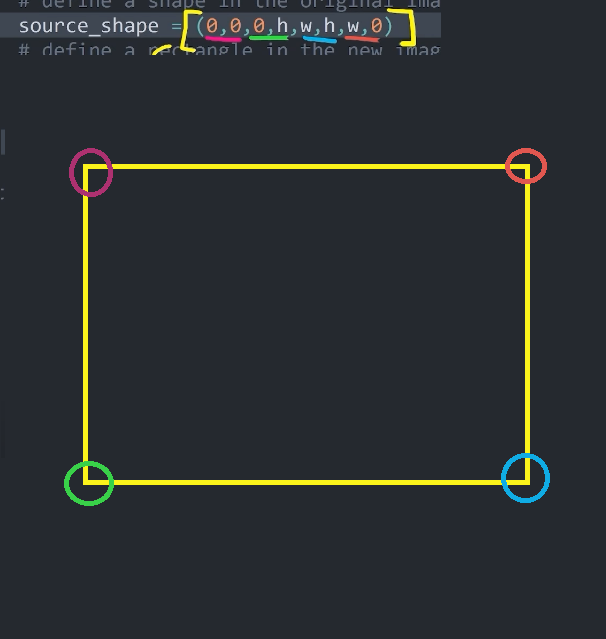 # define a shape in the original ima
source_shape = (0,0,0,h,w,h,w,0)
# define a rectangle in the new imag